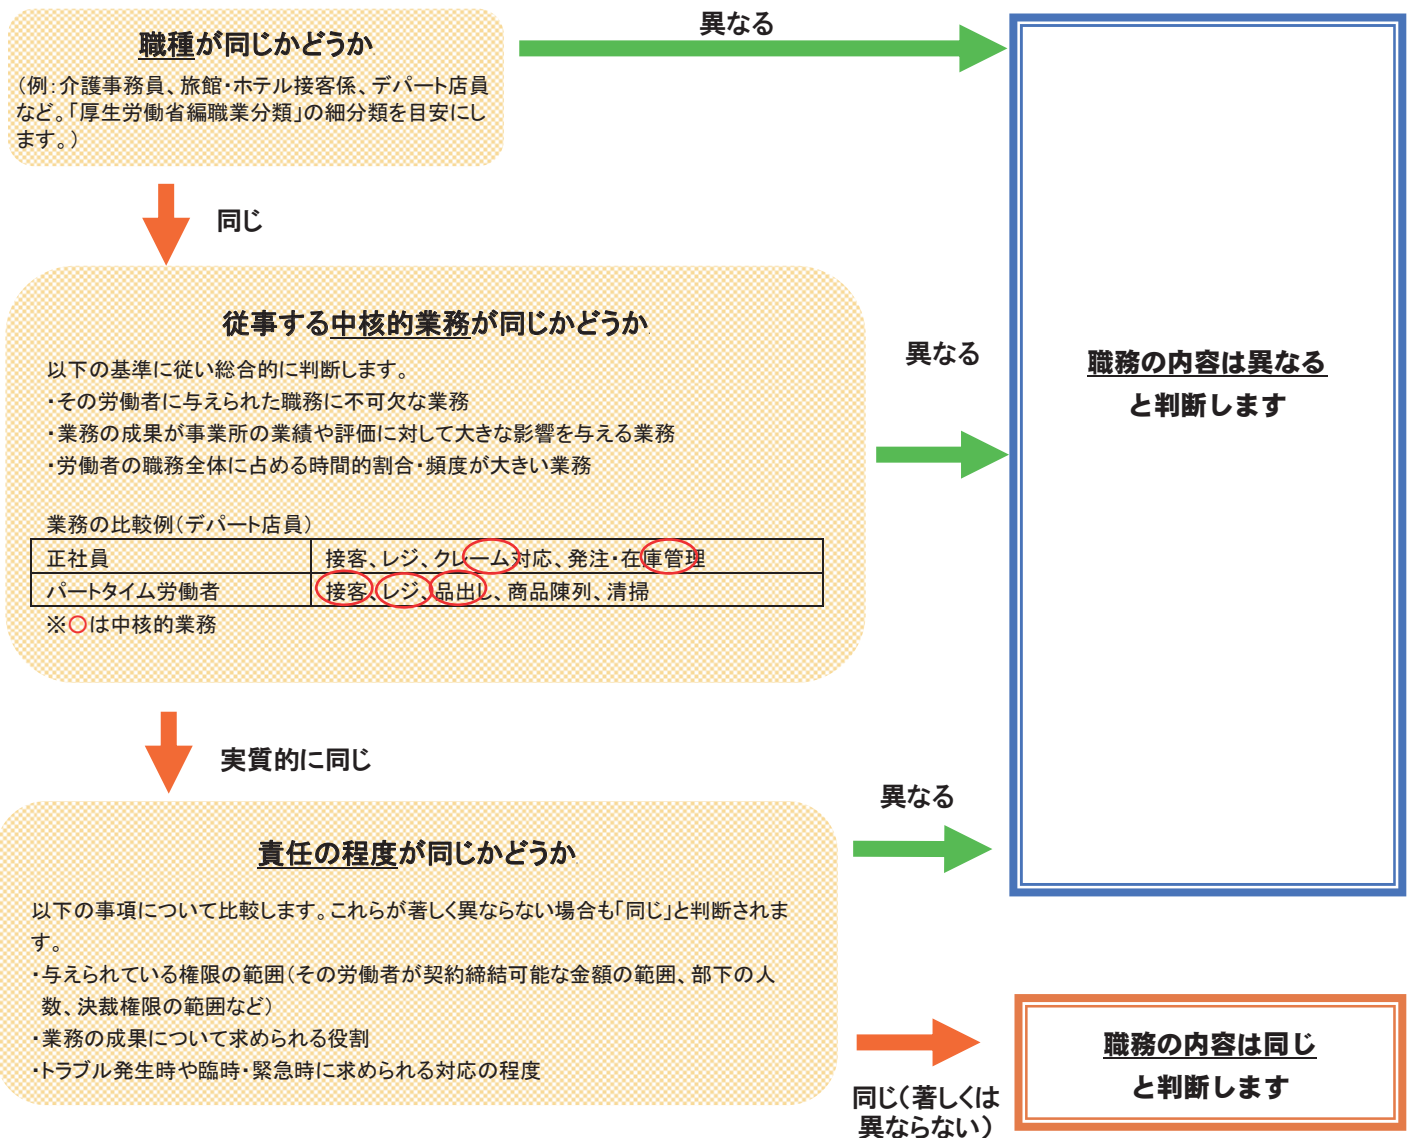 職種が同じかどうか
（例：介護事務員、旅館・ホテル接客係、デパート店員
など。「厚生労働省編職業分類」の細分類を目安にし
ます。）
異なる
同じ
従事する中核的業務が同じかどうか
以下の基準に従い総合的に判断します。
・その労働者に与えられた職務に不可欠な業務
・業務の成果が事業所の業績や評価に対して大きな影響を与える業務
・労働者の職務全体に占める時間的割合・頻度が大きい業務
業務の比較例（デパート店員）
正社員 接客、レジ、クレーム対応、発注・在庫管理
パートタイム労働者 接客、レジ、品出し、商品陳列、清掃
※○は中核的業務
異なる
職務の内容は異なる
と判断します
実質的に同じ
責任の程度が同じかどうか
以下の事項について比較します。これらが著しく異ならない場合も「同じ」と判断されま
す。
・与えられている権限の範囲（その労働者が契約締結可能な金額の範囲、部下の人
数、決裁権限の範囲など）
・業務の成果について求められる役割
・トラブル発生時や臨時・緊急時に求められる対応の程度
異なる
同じ（著しくは
異ならない）
職務の内容は同じ
と判断します